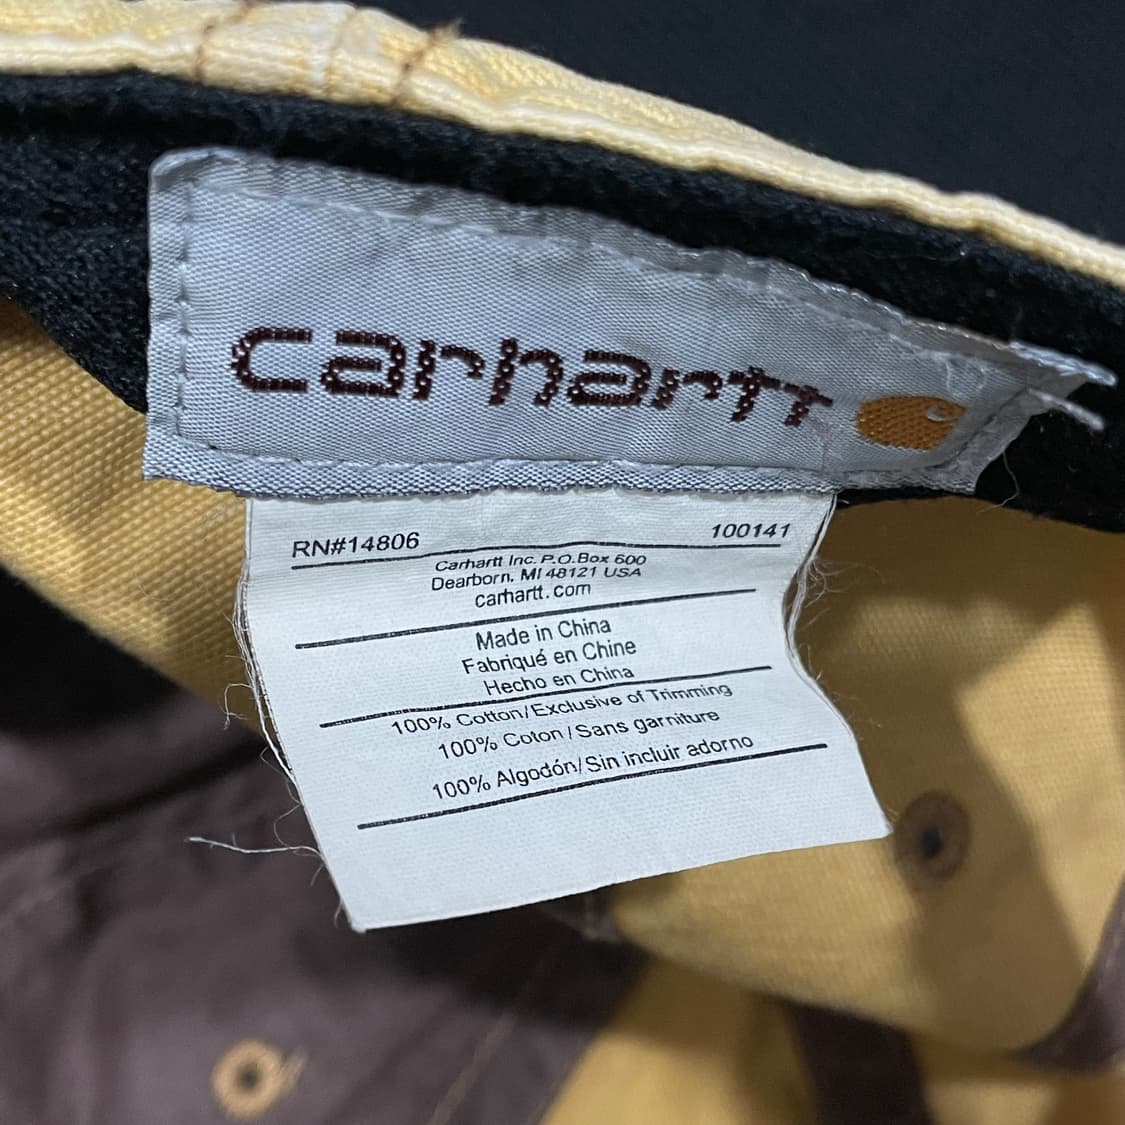 carhartt
RN#14806 100141
Carhartt Inc. P.O.Box 600
Dearborn, MI 48121 USA
carhartt.com
Made in China
Fabriqué en Chine
Hecho en China
100% Cotton/Exclusive of Trimming
100% Coton/Sans garniture
100% Algodón/Sin incluir adorno